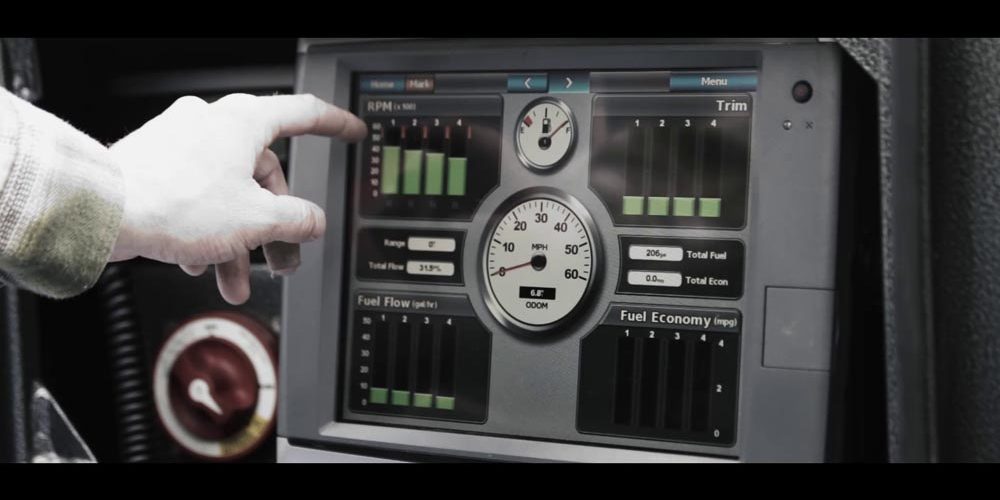 Home Mark < > Menu
RPM (x 100)
1 2 3 4
E F
Trim
1 2 3 4
10 20 30 40 50 60
MPH
0
6.8
ODOM
Range 0
Total Flow
206 Total Fuel
0.0 Total Econ
Fuel Flow (gal/hr)
1 2 3 4
50
40
30
20
10
0
Fuel Economy (mpg)
1 2 3 4
4
2
0